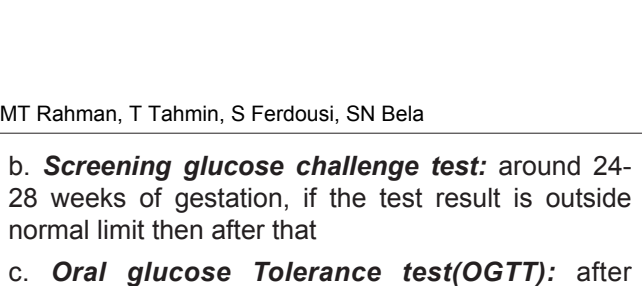 MT Rahman, T Tahmin, S Ferdousi, SN Bela
b. Screening glucose challenge test: around 24-
28 weeks of gestation, if the test result is outside
normal limit then after that
c. Oral glucose Tolerance test(OGTT): after